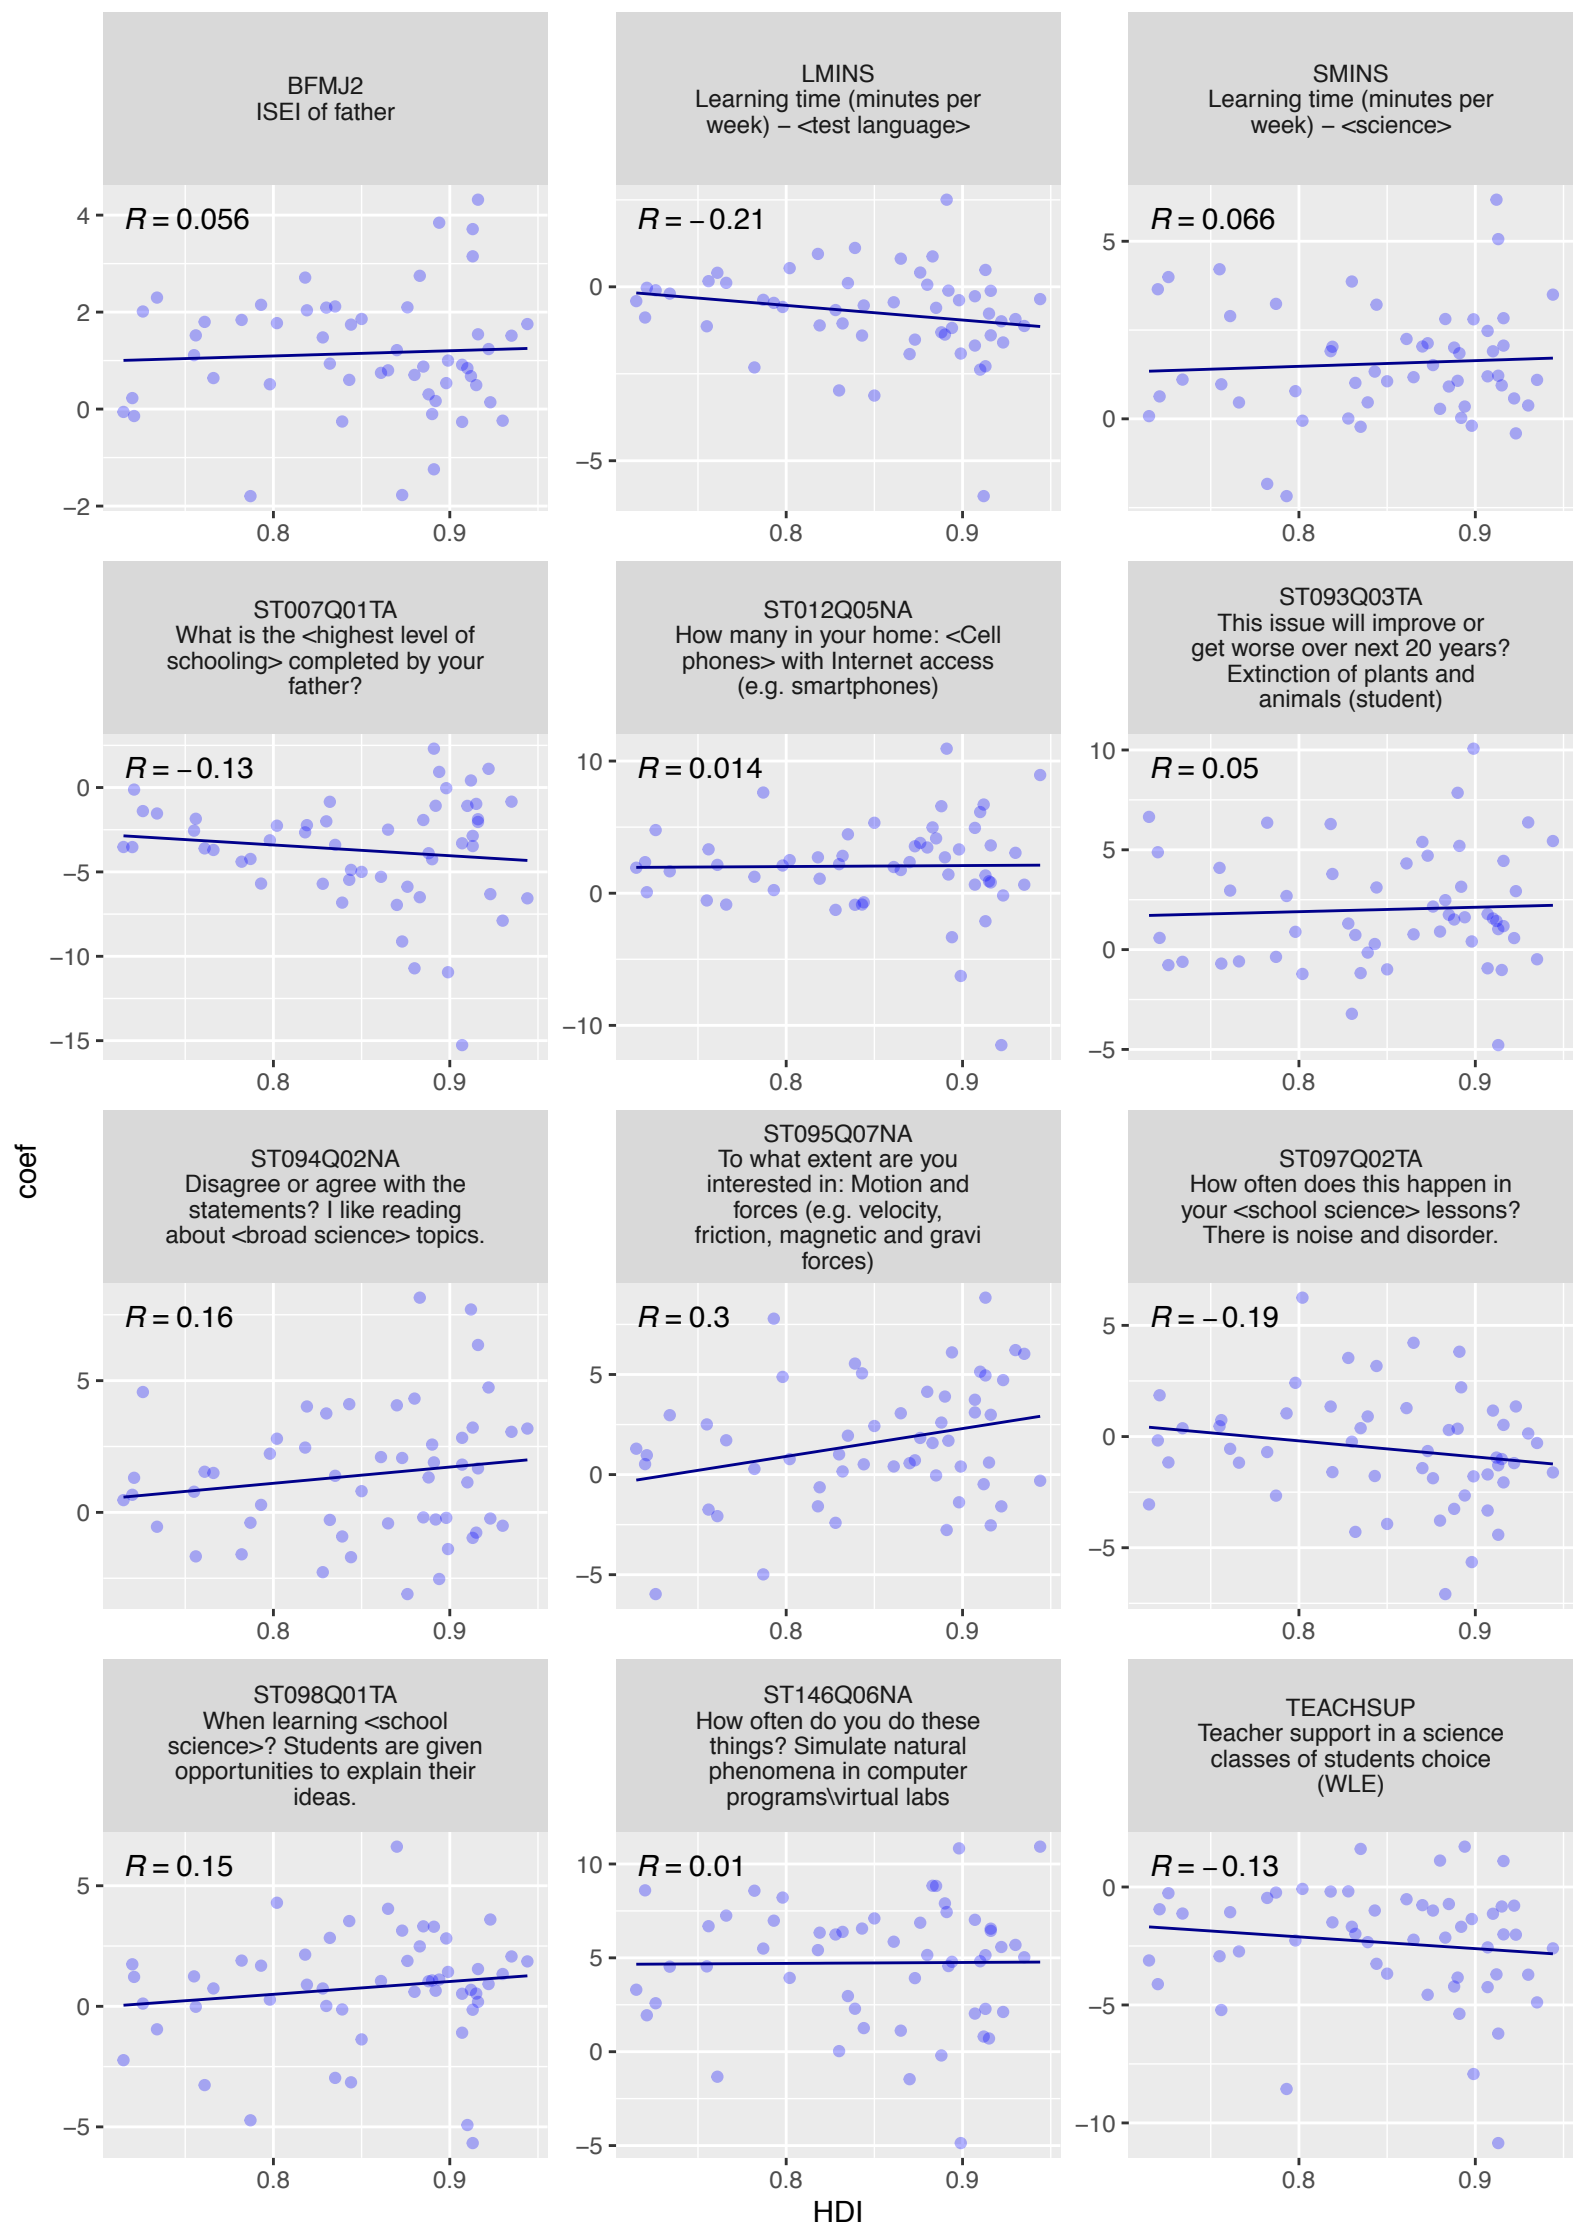 BFMJ2
ISEI of father
LMINS
Learning time (minutes per
week) − <test language>
SMINS
Learning time (minutes per
week) − <science>
R = 0.056
R = −0.21
R = 0.066
4
2
0
−2
0.8
0.9
0
−5
0.8
0.9
5
0
0.8
0.9
ST007Q01TA
What is the <highest level of
schooling> completed by your
father?
ST012Q05NA
How many in your home: <Cell
phones> with Internet access
(e.g. smartphones)
ST093Q03TA
This issue will improve or
get worse over next 20 years?
Extinction of plants and
animals (student)
R = −0.13
R = 0.014
R = 0.05
0
−5
−10
−15
0.8
0.9
10
0
−10
0.8
0.9
10
5
0
−5
0.8
0.9
coef
ST094Q02NA
Disagree or agree with the
statements? I like reading
about <broad science> topics.
ST095Q07NA
To what extent are you
interested in: Motion and
forces (e.g. velocity,
friction, magnetic and gravi
forces)
ST097Q02TA
How often does this happen in
your <school science> lessons?
There is noise and disorder.
R = 0.16
R = 0.3
R = −0.19
5
0
0.8
0.9
5
0
−5
0.8
0.9
5
0
−5
0.8
0.9
ST098Q01TA
When learning <school
science>? Students are given
opportunities to explain their
ideas.
ST146Q06NA
How often do you do these
things? Simulate natural
phenomena in computer
programs\virtual labs
TEACHSUP
Teacher support in a science
classes of students choice
(WLE)
R = 0.15
R = 0.01
R = −0.13
5
0
−5
0.8
0.9
10
5
0
−5
0.8
0.9
0
−5
−10
0.8
0.9
HDI